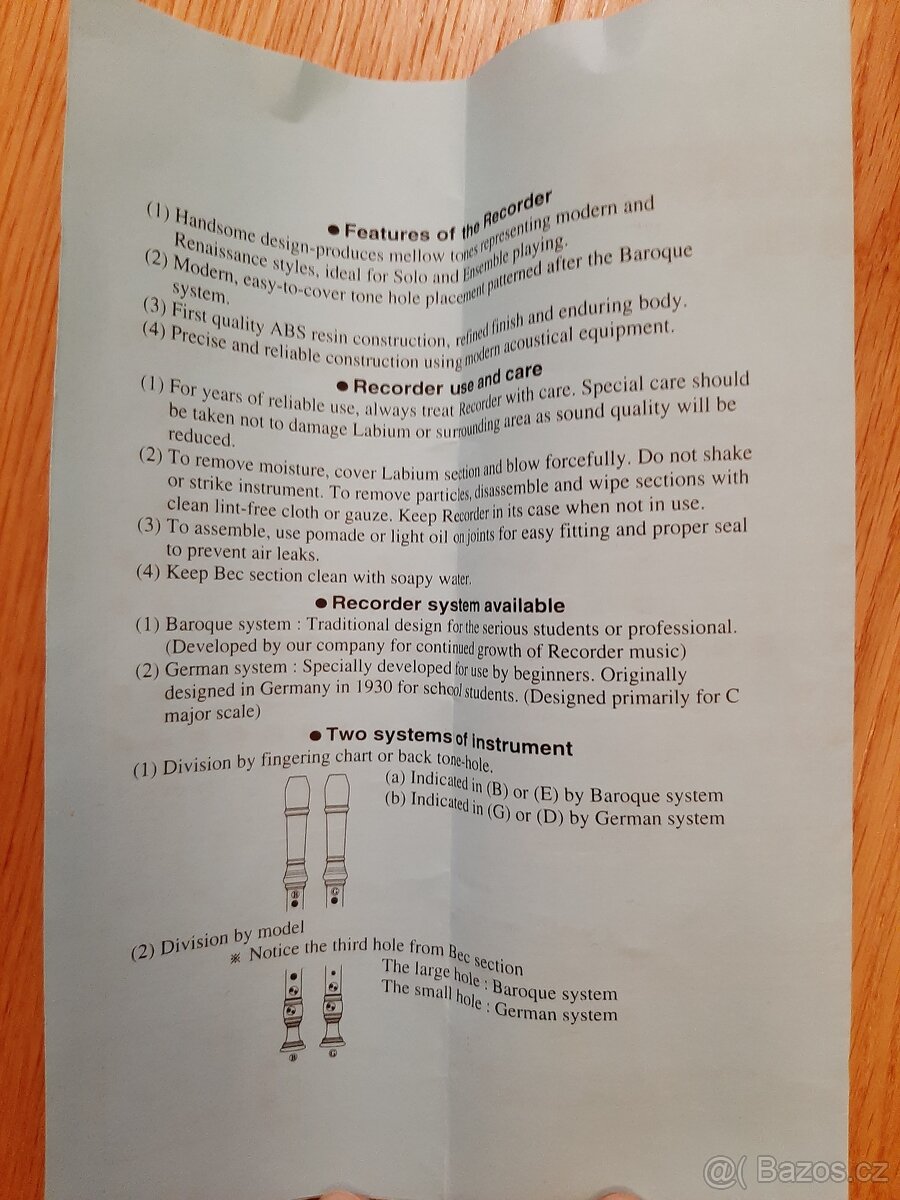 ● Features of the Recorder
(1) Handsome design-produces mellow tones representing modern and
Renaissance styles, ideal for Solo and Ensemble playing.
(2) Modern, easy-to-cover tone hole placement patterned after the Baroque
system.
(3) First quality ABS resin construction, refined finish and enduring body.
(4) Precise and reliable construction using modern acoustical equipment.
● Recorder use and care
(1) For years of reliable use, always treat Recorder with care. Special care should
be taken not to damage Labium or surrounding area as sound quality will be
reduced.
(2) To remove moisture, cover Labium section and blow forcefully. Do not shake
or strike instrument. To remove particles, disassemble and wipe sections with
clean lint-free cloth or gauze. Keep Recorder in its case when not in use.
(3) To assemble, use pomade or light oil on joints for easy fitting and proper seal
to prevent air leaks.
(4) Keep Bec section clean with soapy water.
● Recorder system available
(1) Baroque system : Traditional design for the serious students or professional.
(Developed by our company for continued growth of Recorder music)
(2) German system : Specially developed for use by beginners. Originally
designed in Germany in 1930 for school students. (Designed primarily for C
major scale)
● Two systems of instrument
(1) Division by fingering chart or back tone-hole.
(a) Indicated in (B) or (E) by Baroque system
(b) Indicated in (G) or (D) by German system
B G
(2) Division by model
※ Notice the third hole from Bec section
The large hole : Baroque system
The small hole : German system
B G
@( Bazos.cz